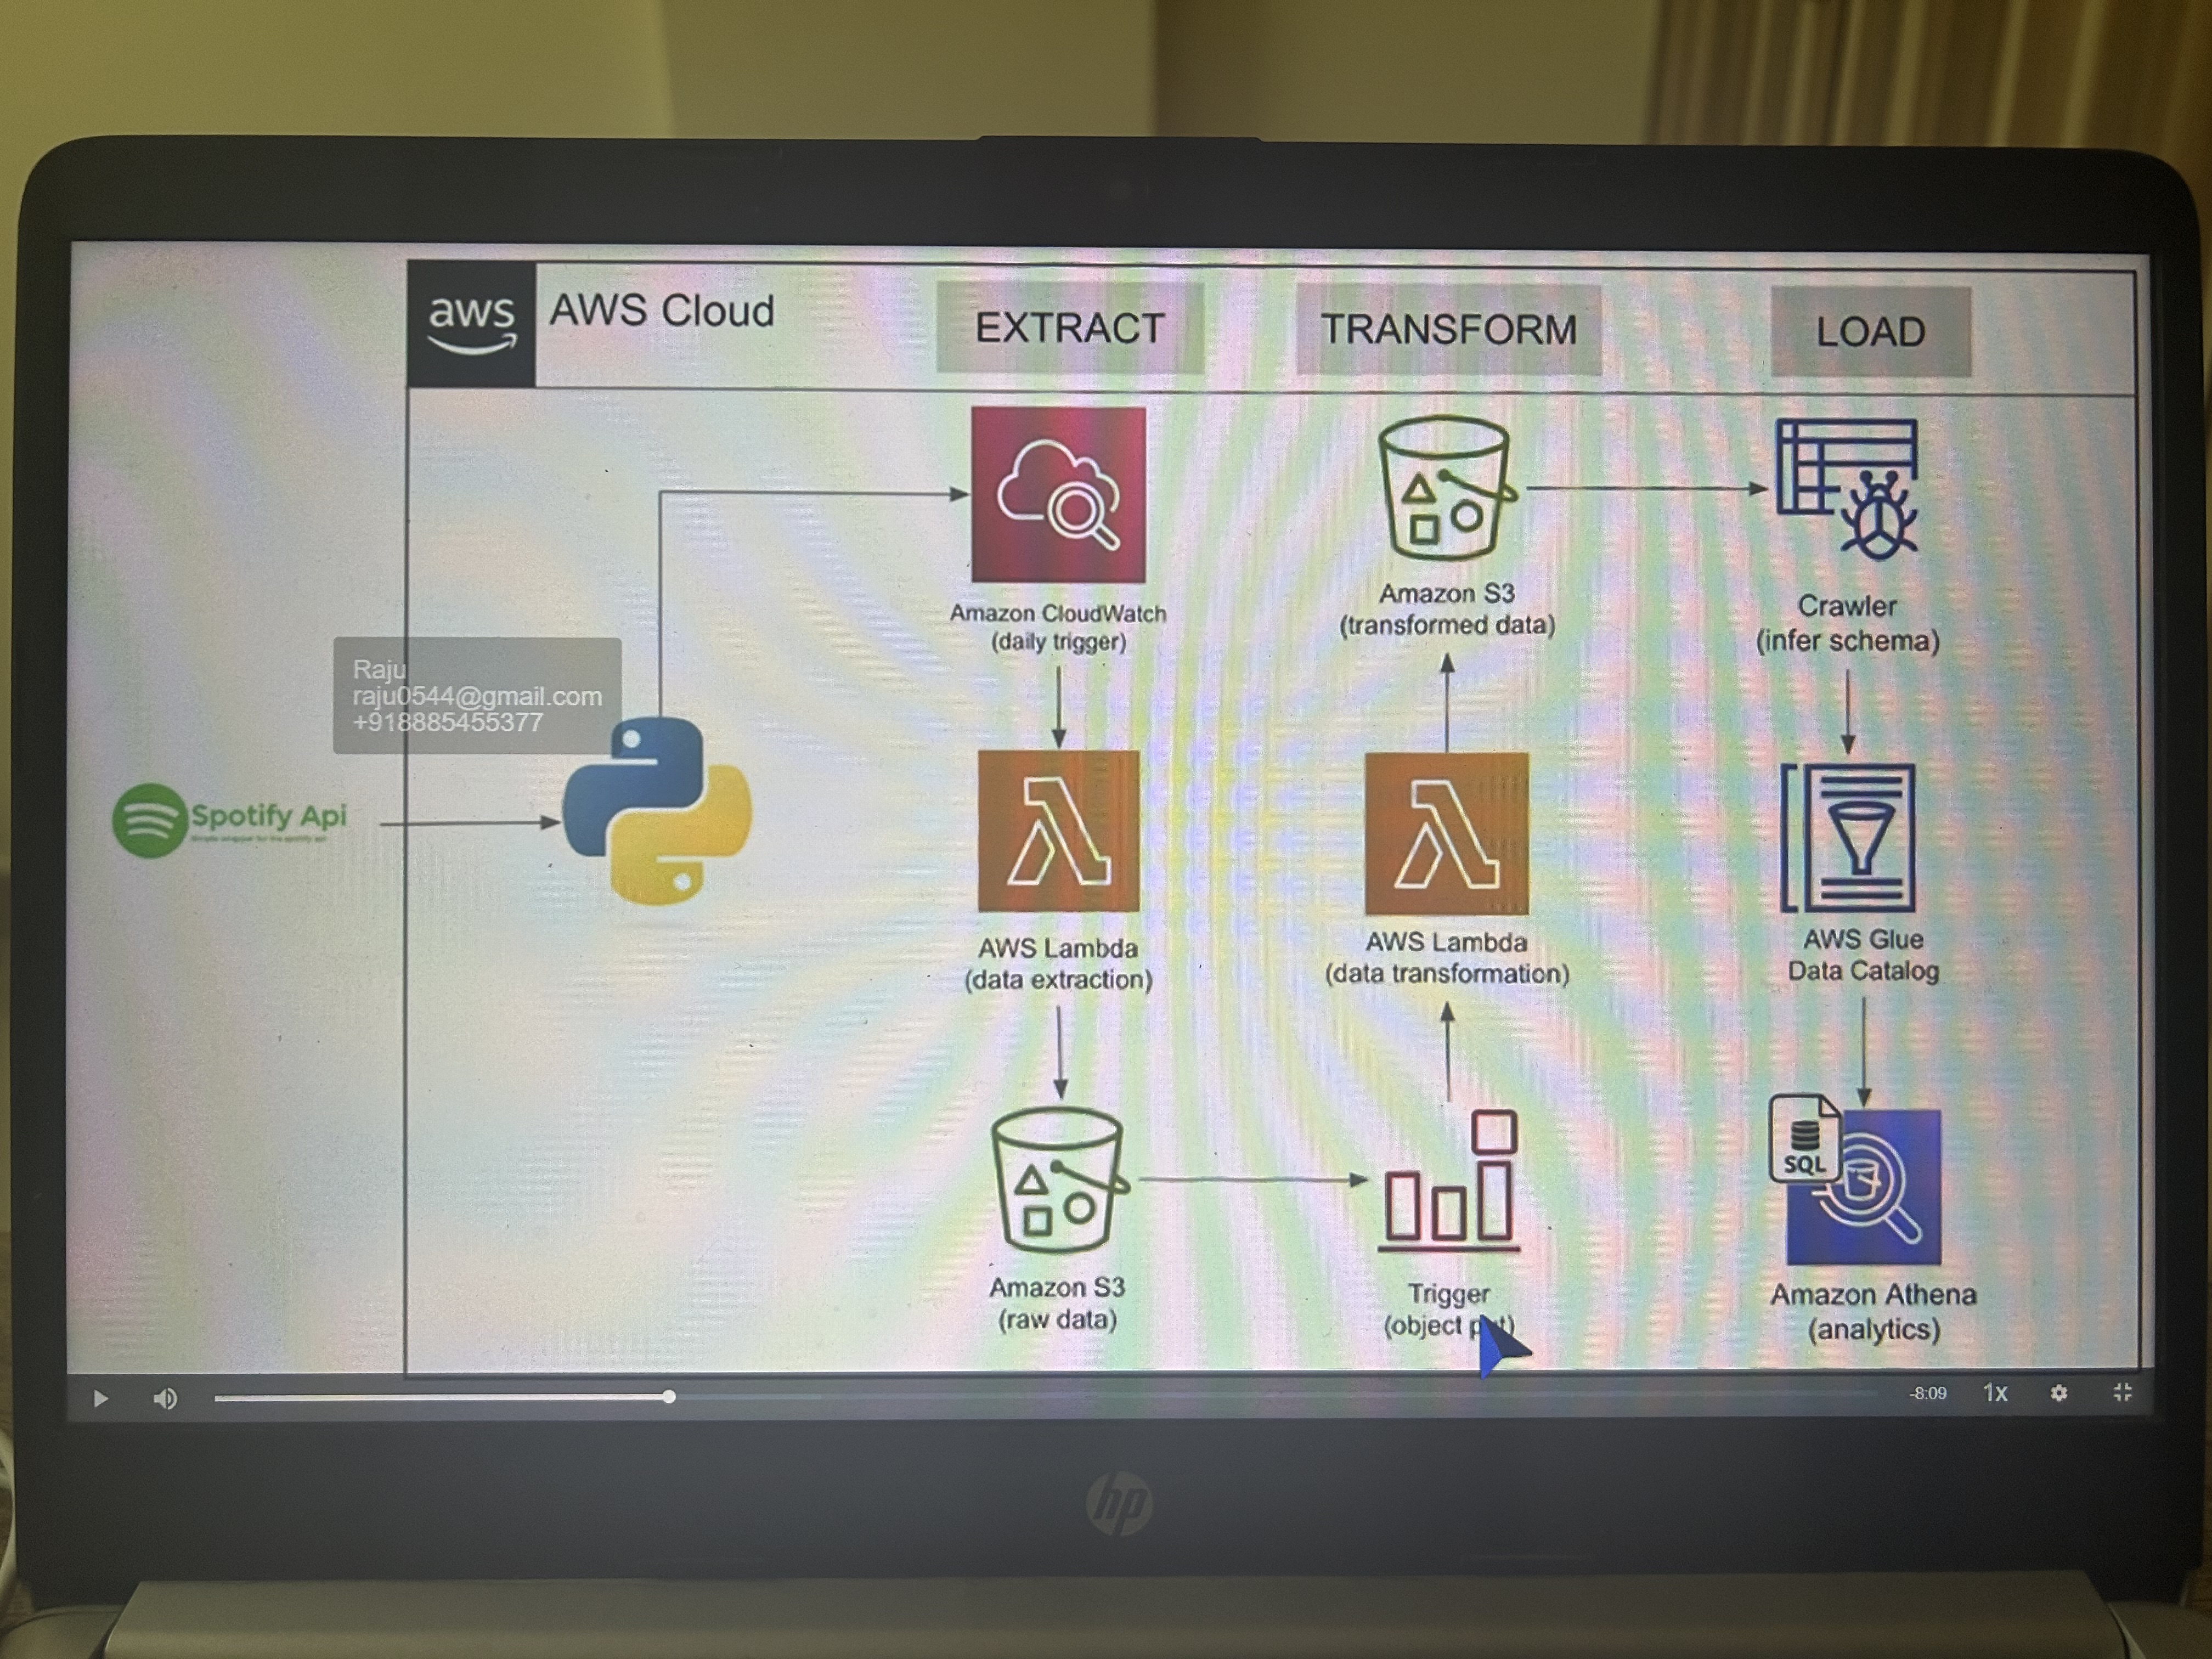 aws
AWS Cloud
EXTRACT
TRANSFORM
LOAD
Amazon CloudWatch
(daily trigger)
Amazon S3
(transformed data)
Crawler
(infer schema)
Raju
raju0544@gmail.com
+918885455377
Spotify Api
AWS Lambda
(data extraction)
AWS Lambda
(data transformation)
AWS Glue
Data Catalog
SQL
Amazon S3
(raw data)
Trigger
(object put)
Amazon Athena
(analytics)
-8:09
1x
hp